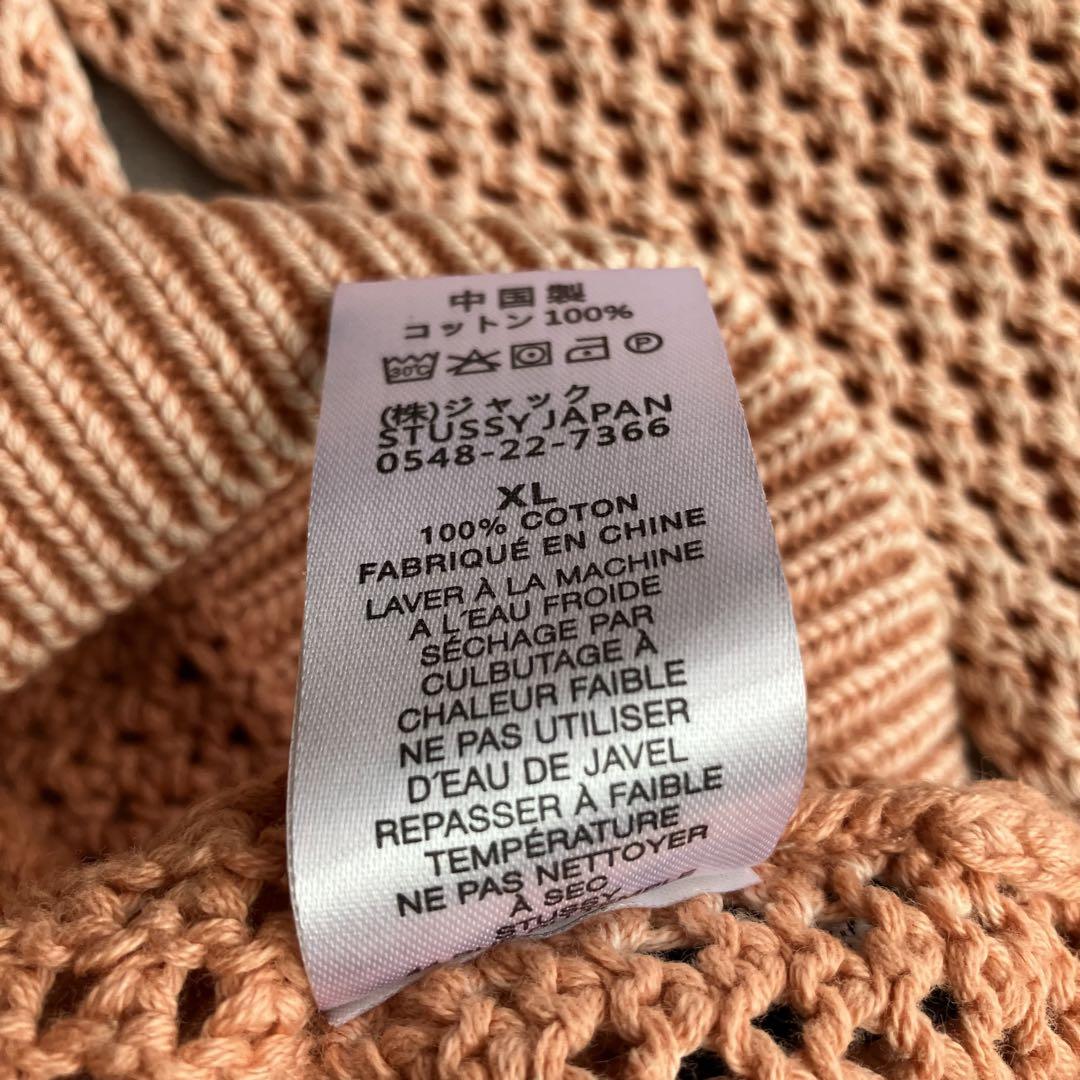 中国製
コットン 100%
30℃
P
(株)ジャック
STUSSY JAPAN
0548-22-7366
XL
100% COTON
FABRIQUÉ EN CHINE
LAVER À LA MACHINE
A L'EAU FROIDE
SÉCHAGE PAR
CULBUTAGE À
CHALEUR FAIBLE
NE PAS UTILISER
D'EAU DE JAVEL
REPASSER À FAIBLE
TEMPÉRATURE
NE PAS NETTOYER
À SEC
STUSSY